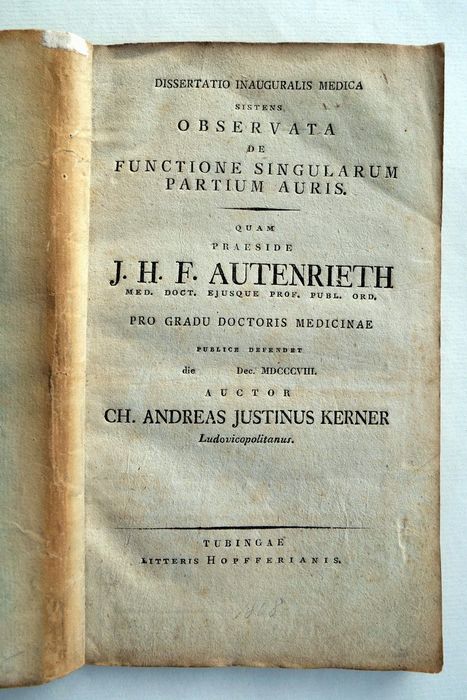 DISSERTATIO INAUGURALIS MEDICA
SISTENS
OBSERVATA
DE
FUNCTIONE SINGULARUM
PARTIUM AURIS.
QUAM
PRAESIDE
J. H. F. AUTENRIETH
MED. DOCT. EJUSQUE PROF. PUBL. ORD.
PRO GRADU DOCTORIS MEDICINAE
PUBLICE DEFENDET
die Dec. MDCCCVIII.
AUCTOR
CH. ANDREAS JUSTINUS KERNER
Ludovicopolitanus.
TUBINGAE
LITTERIS HOPFFERIANIS.
1808